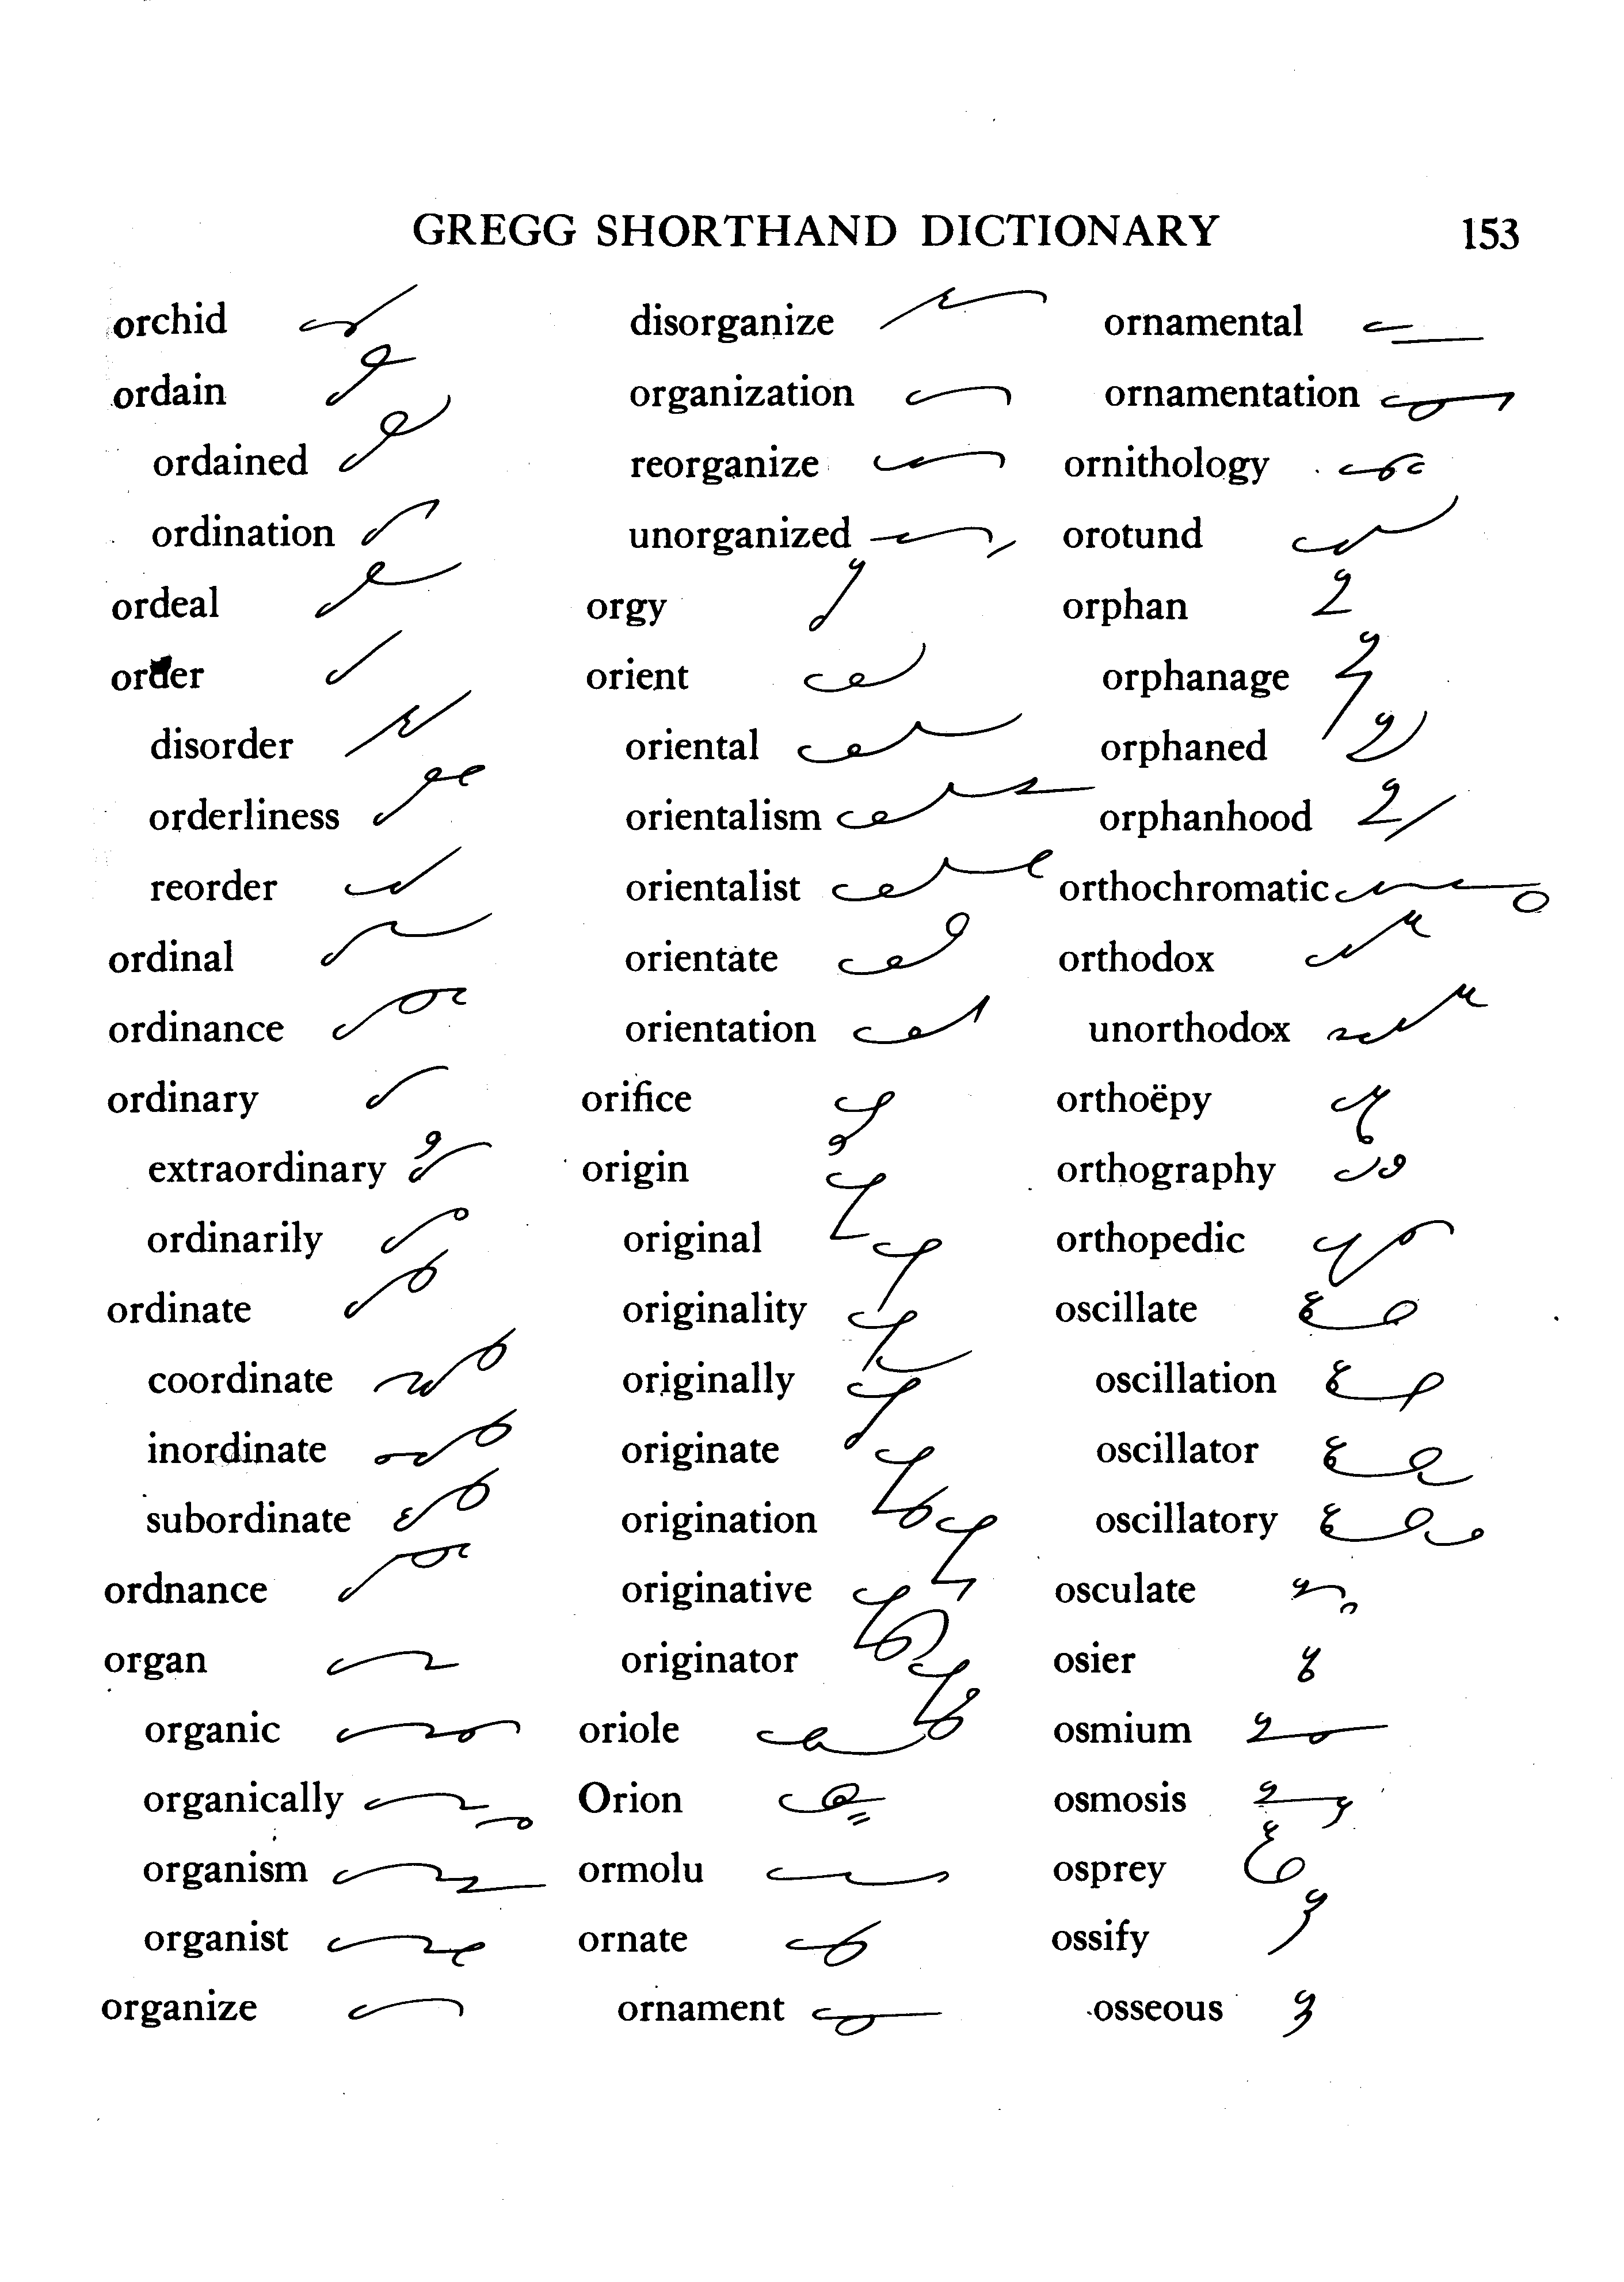 GREGG SHORTHAND DICTIONARY 153
orchid
ordain
ordained
ordination
ordeal
order
disorder
orderliness
reorder
ordinal
ordinance
ordinary
extraordinary
ordinarily
ordinate
coordinate
inordinate
subordinate
ordnance
organ
organic
organically
organism
organist
organize
disorganize
organization
reorganize
unorganized
orgy
orient
oriental
orientalism
orientalist
orientate
orientation
orifice
origin
original
originality
originally
originate
origination
originative
originator
oriole
Orion
ormolu
ornate
ornament
ornamental
ornamentation
ornithology
orotund
orphan
orphanage
orphaned
orphanhood
orthochromatic
orthodox
unorthodox
orthoëpy
orthography
orthopedic
oscillate
oscillation
oscillator
oscillatory
osculate
osier
osmium
osmosis
osprey
ossify
osseous